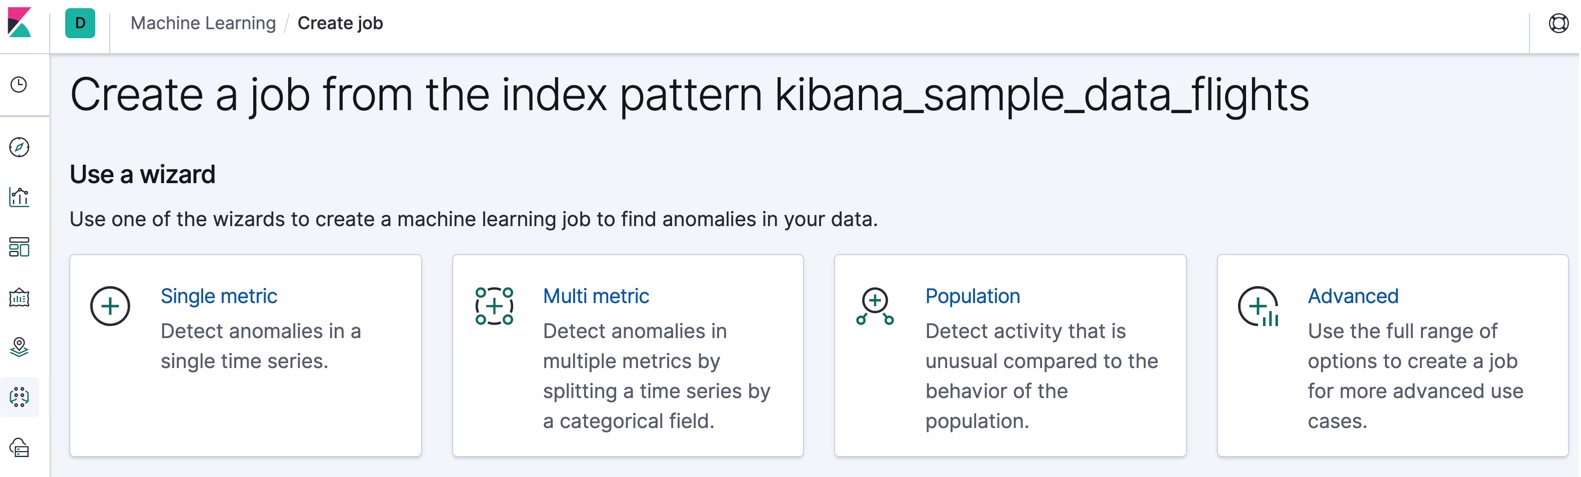 D Machine Learning / Create job
Create a job from the index pattern kibana_sample_data_flights
Use a wizard
Use one of the wizards to create a machine learning job to find anomalies in your data.
Single metric
Detect anomalies in a
single time series.
Multi metric
Detect anomalies in
multiple metrics by
splitting a time series by
a categorical field.
Population
Detect activity that is
unusual compared to the
behavior of the
population.
Advanced
Use the full range of
options to create a job
for more advanced use
cases.